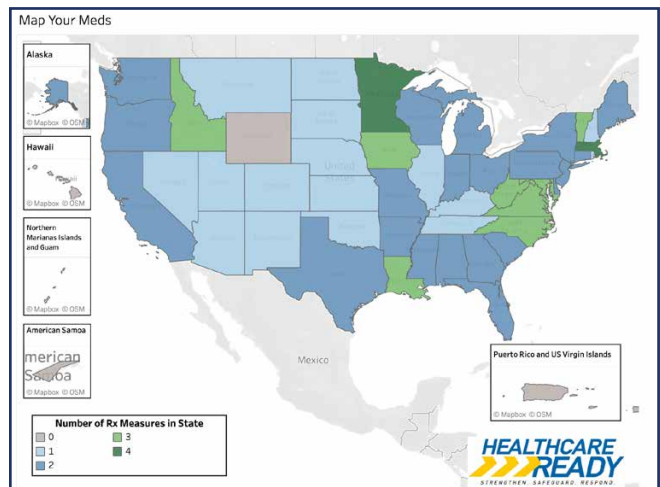 Map Your Meds
Alaska
© Mapbox © OSM
Hawaii
© Mapbox © OSM
Northern
Marianas Islands
and Guam
© Mapbox © OSM
American Samoa
merican
Samoa
© Mapbox © OSM
United
States
Mexico
Puerto Rico and US Virgin Islands
© Mapbox © OSM
Number of Rx Measures in State
0
1
2
3
4
HEALTHCARE
READY
STRENGTHEN. SAFEGUARD. RESPOND.